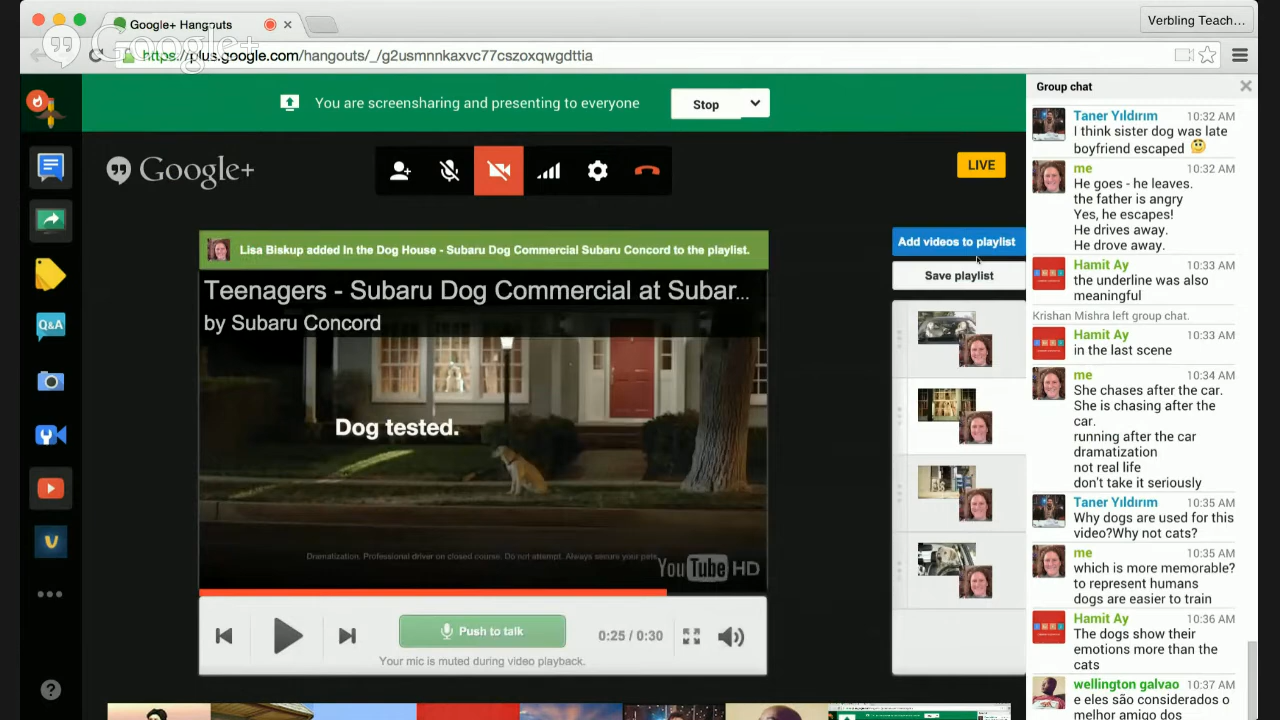 Google+ Hangouts
Verbling Teach...
Google+
https://plus.google.com/hangouts/_/g2usmnnkaxvc77cszoxqwgdttia
You are screensharing and presenting to everyone
Stop
Google+
LIVE
Lisa Biskup added In the Dog House - Subaru Dog Commercial Subaru Concord to the playlist.
Teenagers - Subaru Dog Commercial at Subar...
by Subaru Concord
Dog tested.
Dramatization. Professional driver on closed course. Do not attempt. Always secure your pets.
YouTube HD
Push to talk
0:25 / 0:30
Your mic is muted during video playback.
Add videos to playlist
Save playlist
Q&A
V
?
Group chat
Taner Yıldırım 10:32 AM
I think sister dog was late
boyfriend escaped
me 10:32 AM
He goes - he leaves.
the father is angry
Yes, he escapes!
He drives away.
He drove away.
Hamit Ay 10:33 AM
the underline was also
meaningful
Krishan Mishra left group chat.
Hamit Ay 10:33 AM
in the last scene
me 10:34 AM
She chases after the car.
She is chasing after the
car.
running after the car
dramatization
not real life
don't take it seriously
Taner Yıldırım 10:35 AM
Why dogs are used for this
video?Why not cats?
me 10:35 AM
which is more memorable?
to represent humans
dogs are easier to train
Hamit Ay 10:36 AM
The dogs show their
emotions more than the
cats
wellington galvao 10:37 AM
e eles são considerados o
melhor amigo dos